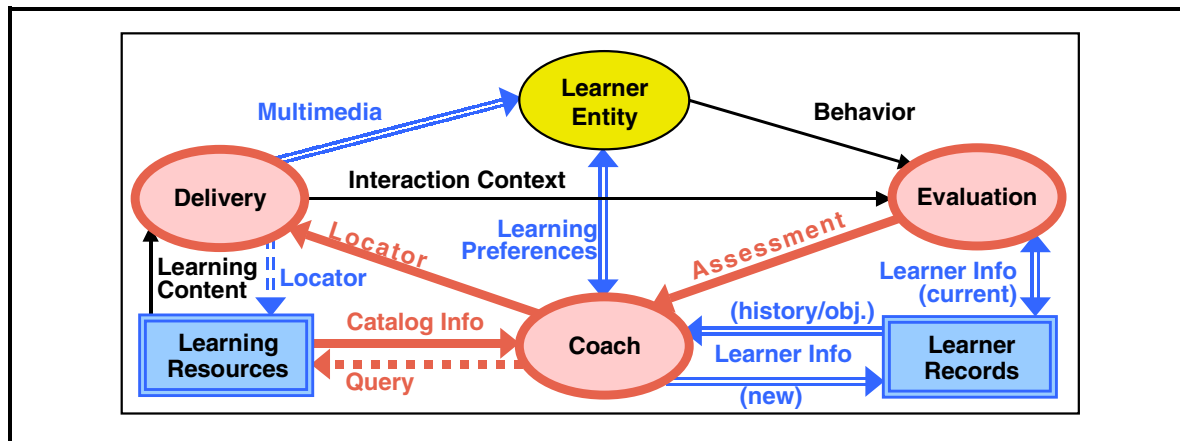 Learner
Entity
Multimedia
Behavior
Delivery
Interaction Context
Evaluation
Learning
Preferences
Locator
Assessment
Learning
Content
Locator
Learner Info
(current)
(history/obj.)
Catalog Info
Learning
Resources
Coach
Learner Info
Learner
Records
Query
(new)